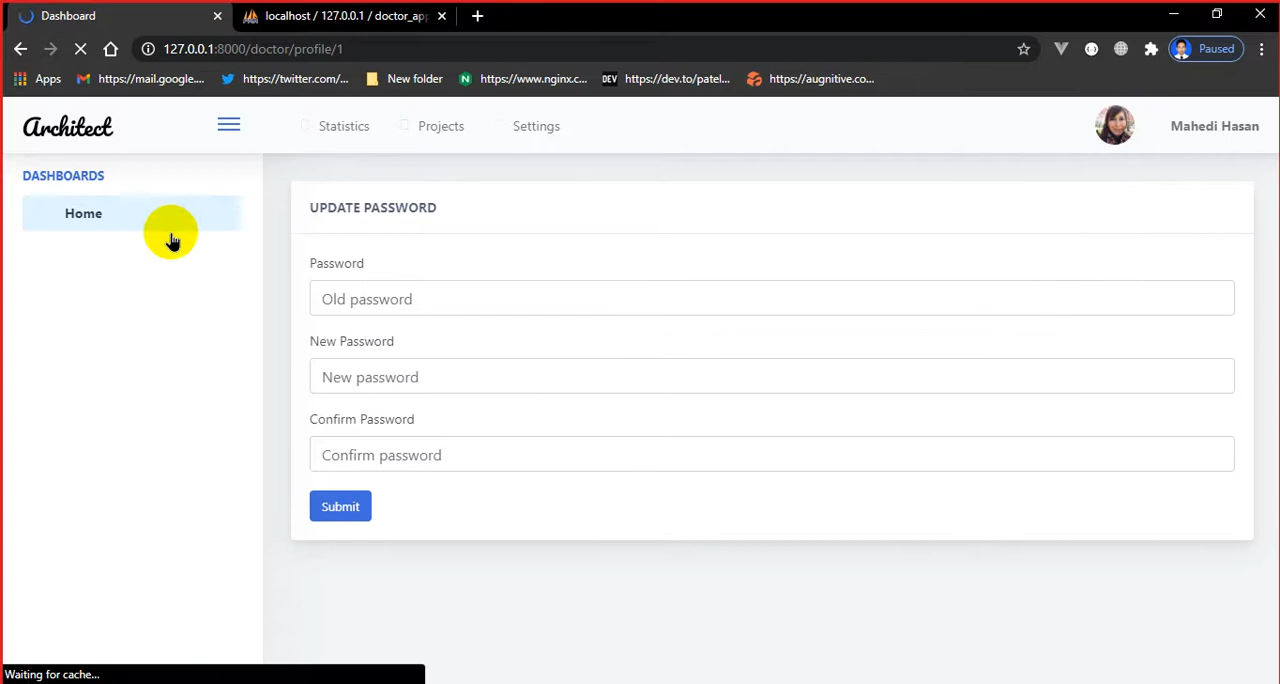 Dashboard
localhost / 127.0.0.1 / doctor_app
127.0.0.1:8000/doctor/profile/1
Paused
Apps
https://mail.google....
https://twitter.com/...
New folder
https://www.nginx.c...
DEV
https://dev.to/patel...
https://augnitive.co...
Architect
Statistics
Projects
Settings
Mahedi Hasan
DASHBOARDS
Home
UPDATE PASSWORD
Password
Old password
New Password
New password
Confirm Password
Confirm password
Submit
Waiting for cache...